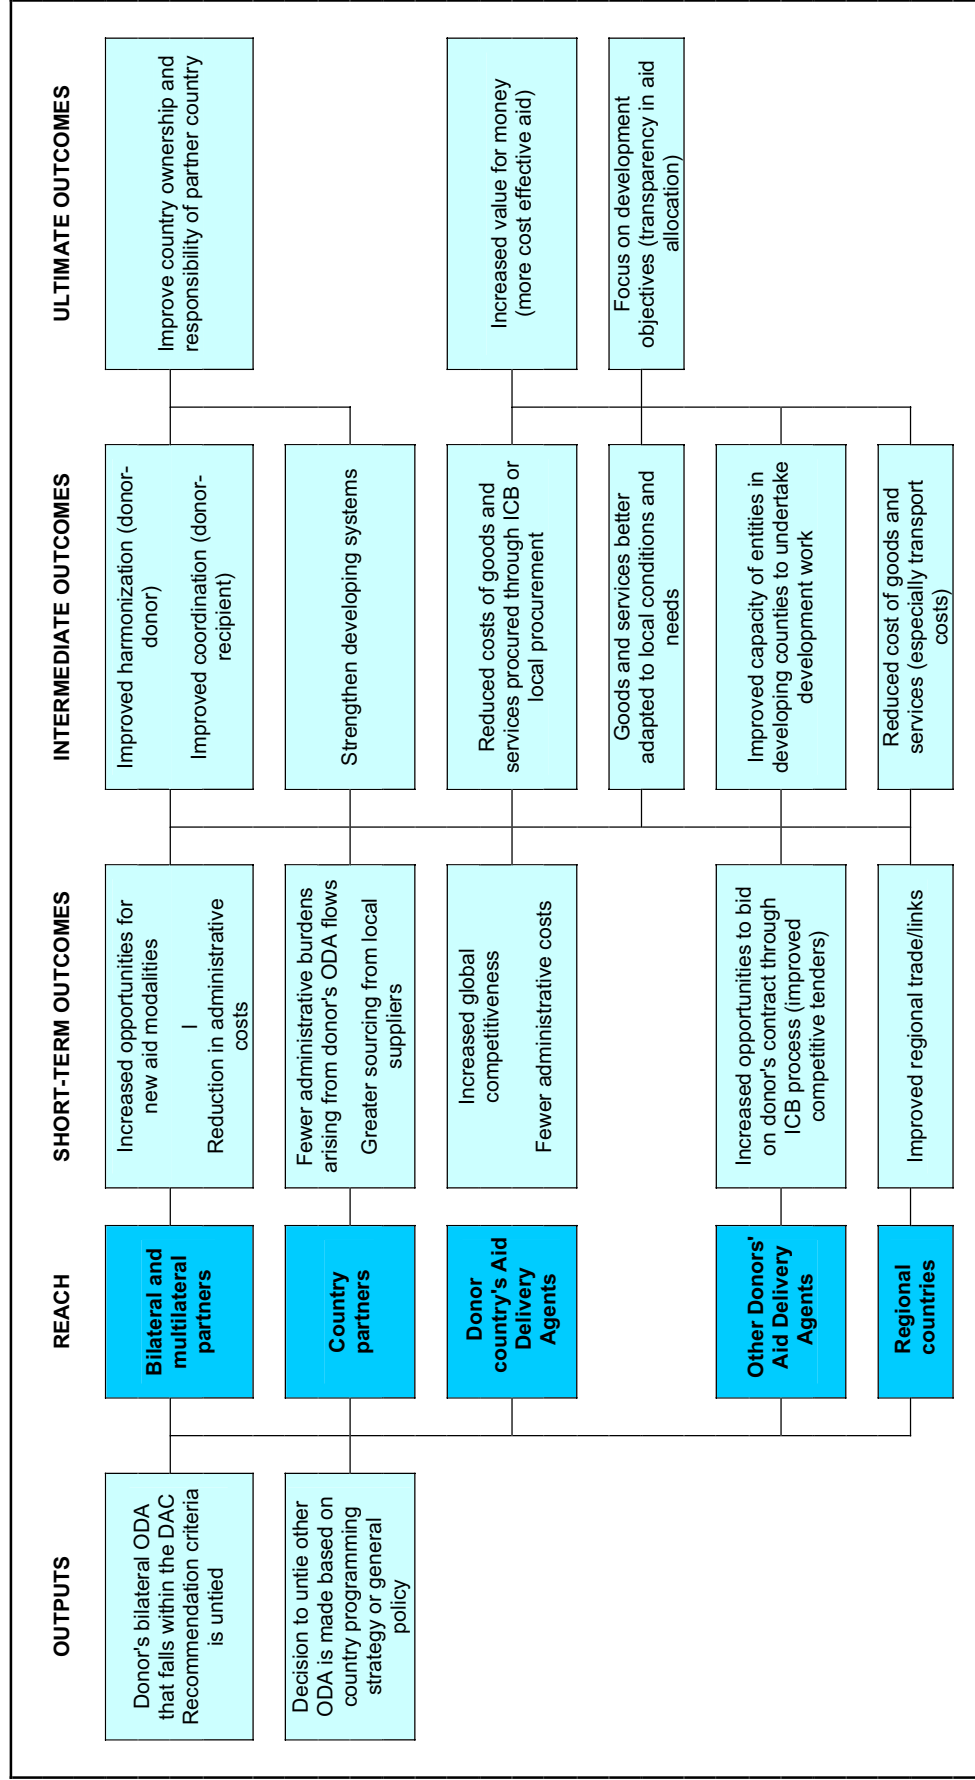 OUTPUTS
REACH
SHORT-TERM OUTCOMES
INTERMEDIATE OUTCOMES
ULTIMATE OUTCOMES
Donor's bilateral ODA
that falls within the DAC
Recommendation criteria
is untied
Decision to untie other
ODA is made based on
country programming
strategy or general
policy
Bilateral and
multilateral
partners
Country
partners
Donor
country's Aid
Delivery
Agents
Other Donors'
Aid Delivery
Agents
Regional
countries
Increased opportunities for
new aid modalities
I
Reduction in administrative
costs
Fewer administrative burdens
arising from donor's ODA flows
Greater sourcing from local
suppliers
Increased global
competitiveness
Fewer administrative costs
Increased opportunities to bid
on donor's contract through
ICB process (improved
competitive tenders)
Improved regional trade/links
Improved harmonization (donor-
donor)
Improved coordination (donor-
recipient)
Strengthen developing systems
Reduced costs of goods and
services procured through ICB or
local procurement
Goods and services better
adapted to local conditions and
needs
Improved capacity of entities in
developing counties to undertake
development work
Reduced cost of goods and
services (especially transport
costs)
Improve country ownership and
responsibility of partner country
Increased value for money
(more cost effective aid)
Focus on development
objectives (transparency in aid
allocation)